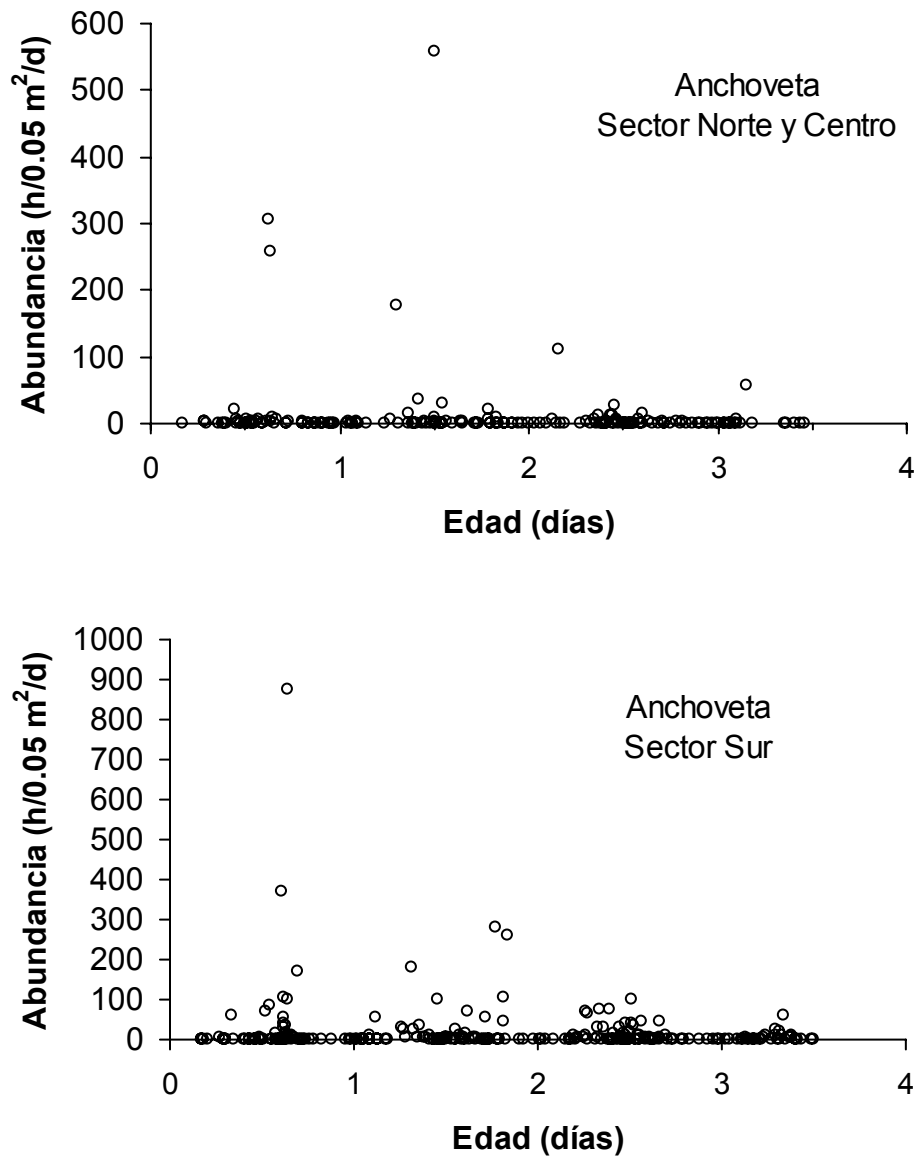 600
500
400
300
200
100
0
Abundancia (h/0.05 m²/d)
Anchoveta
Sector Norte y Centro
0 1 2 3 4
Edad (días)
1000
900
800
700
600
500
400
300
200
100
0
Abundancia (h/0.05 m²/d)
Anchoveta
Sector Sur
0 1 2 3 4
Edad (días)